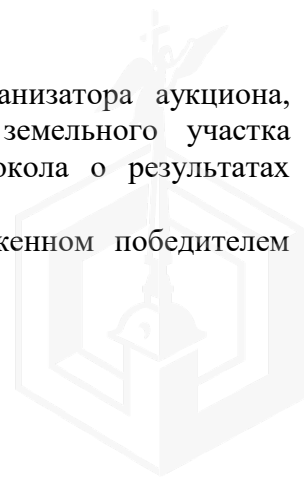 анизатора аукциона,
земельного участка
окола о результатах
женном победителем